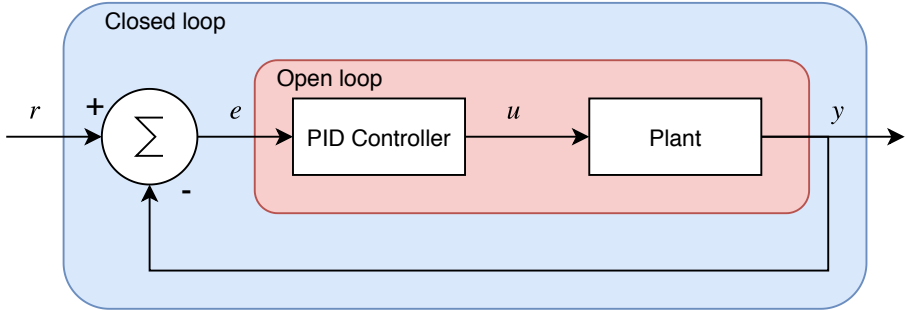 Closed loop
Open loop
r
+
∑
-
e
PID Controller
u
Plant
y